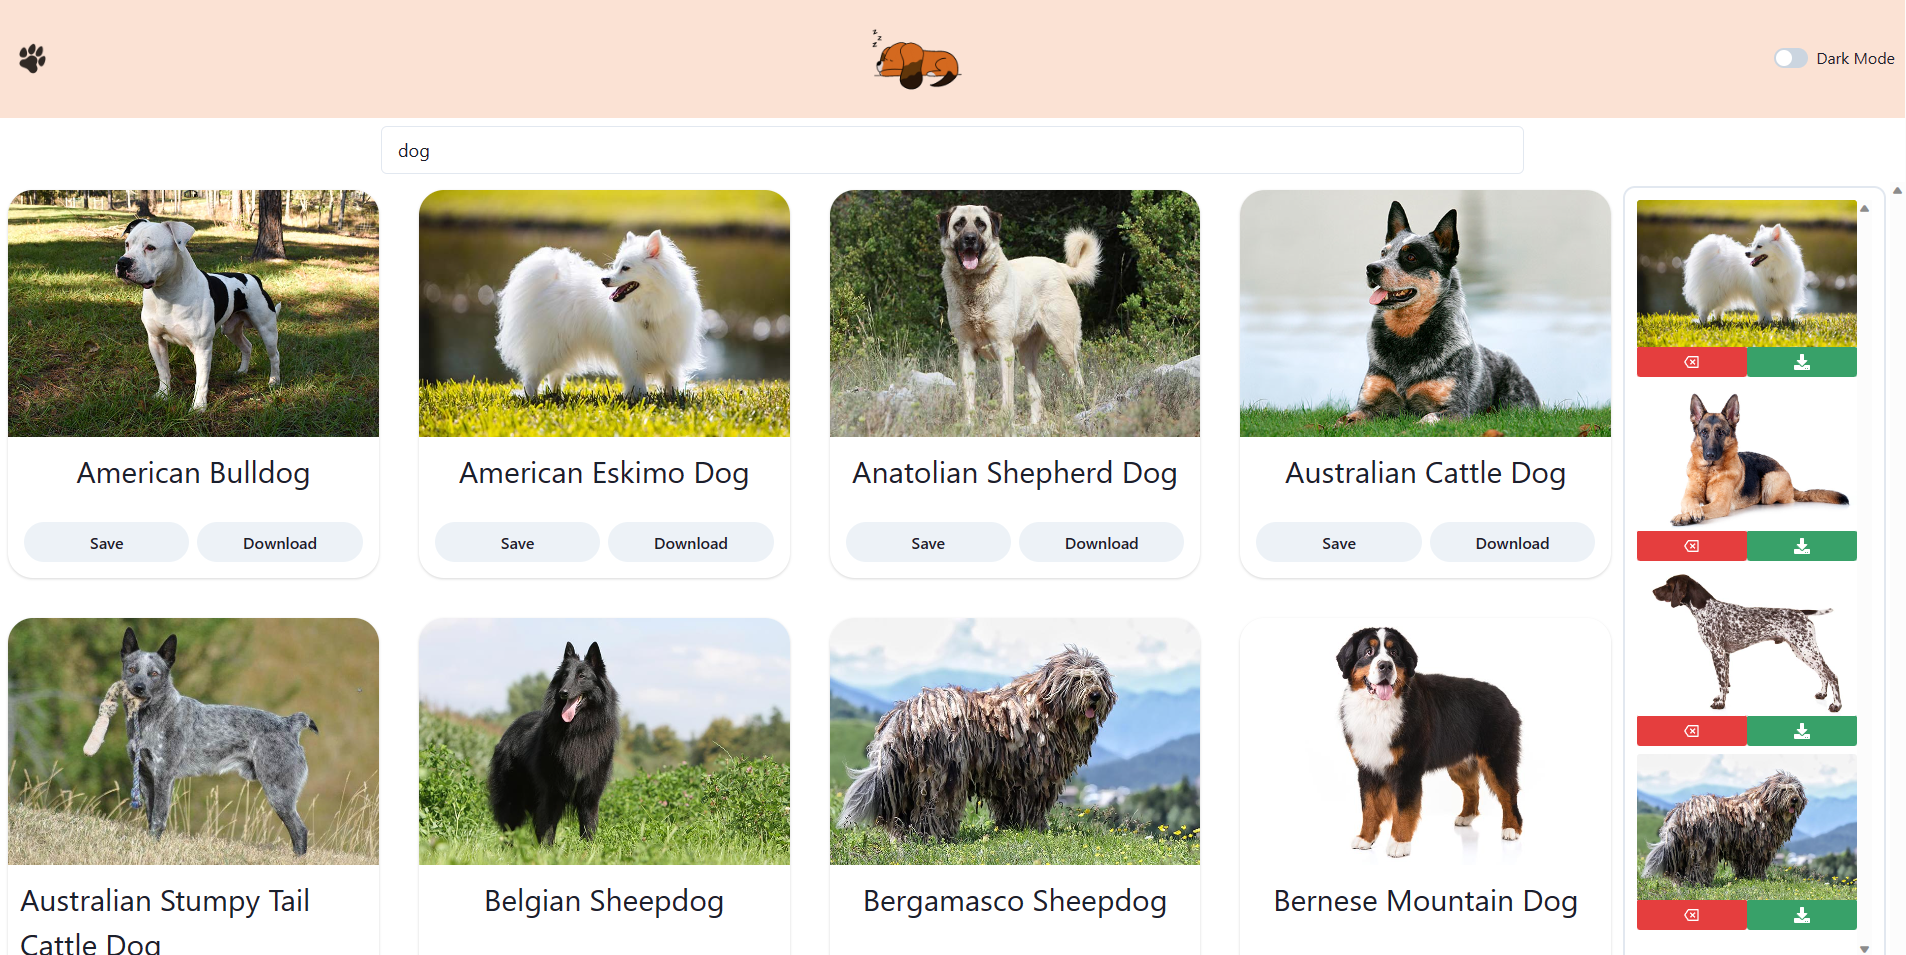 z
z
z
Dark Mode
dog
American Bulldog
American Eskimo Dog
Anatolian Shepherd Dog
Australian Cattle Dog
Save
Download
Save
Download
Save
Download
Save
Download
Australian Stumpy Tail
Cattle Dog
Belgian Sheepdog
Bergamasco Sheepdog
Bernese Mountain Dog